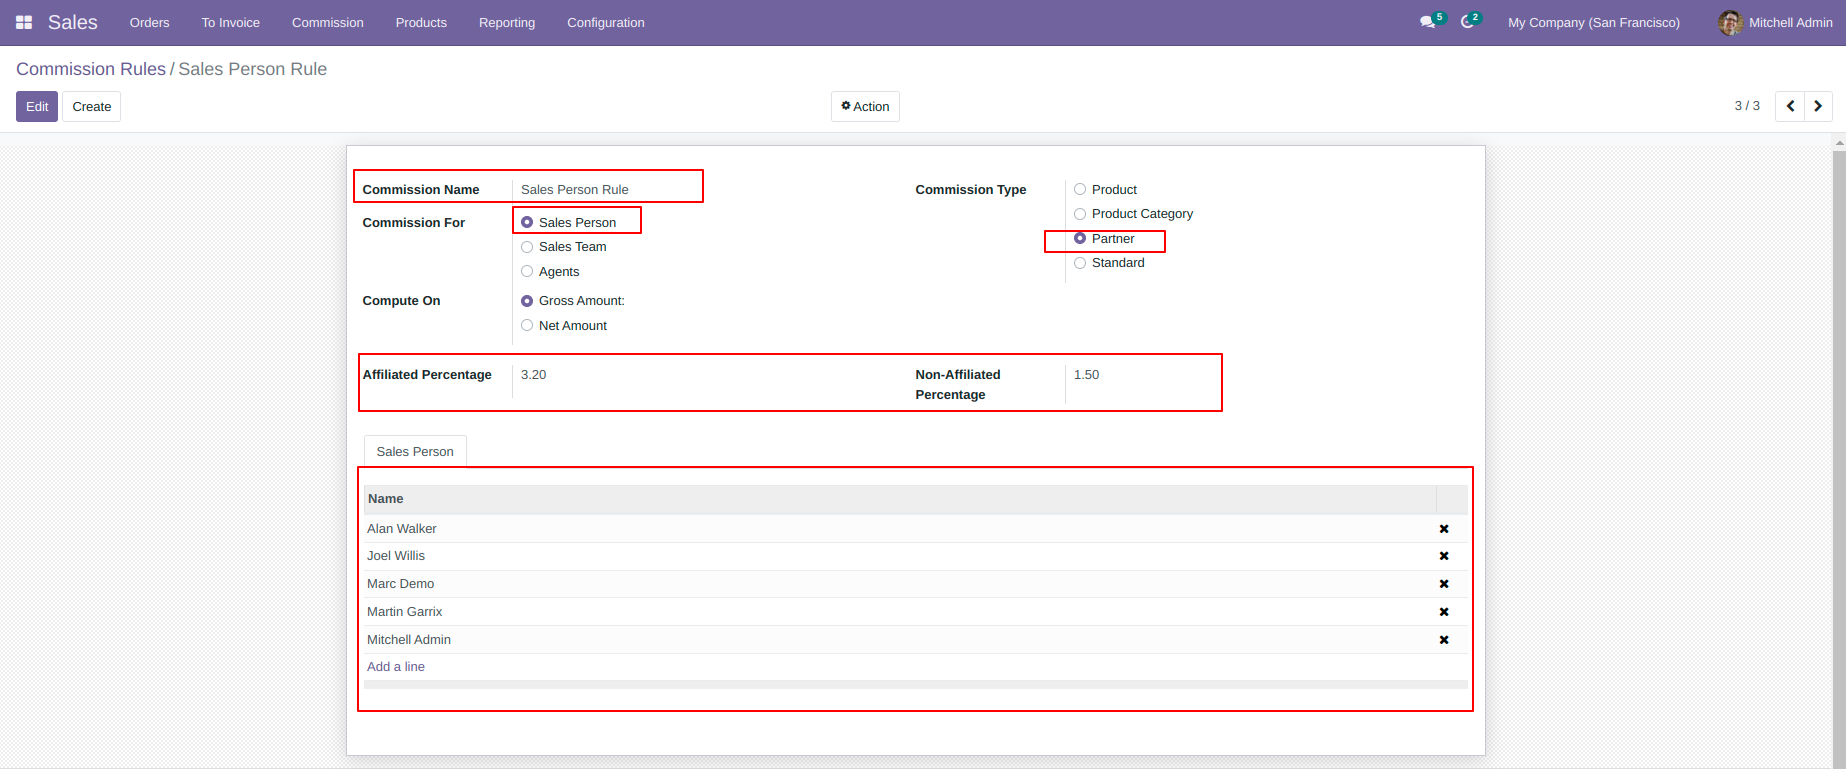 Sales Orders To Invoice Commission Products Reporting Configuration 5 2 My Company (San Francisco) Mitchell Admin
Commission Rules / Sales Person Rule
Edit Create Action 3 / 3
Commission Name Sales Person Rule
Commission For Sales Person
Sales Team
Agents
Compute On Gross Amount:
Net Amount
Commission Type Product
Product Category
Partner
Standard
Affiliated Percentage 3.20
Non-Affiliated Percentage 1.50
Sales Person
Name
Alan Walker
Joel Willis
Marc Demo
Martin Garrix
Mitchell Admin
Add a line